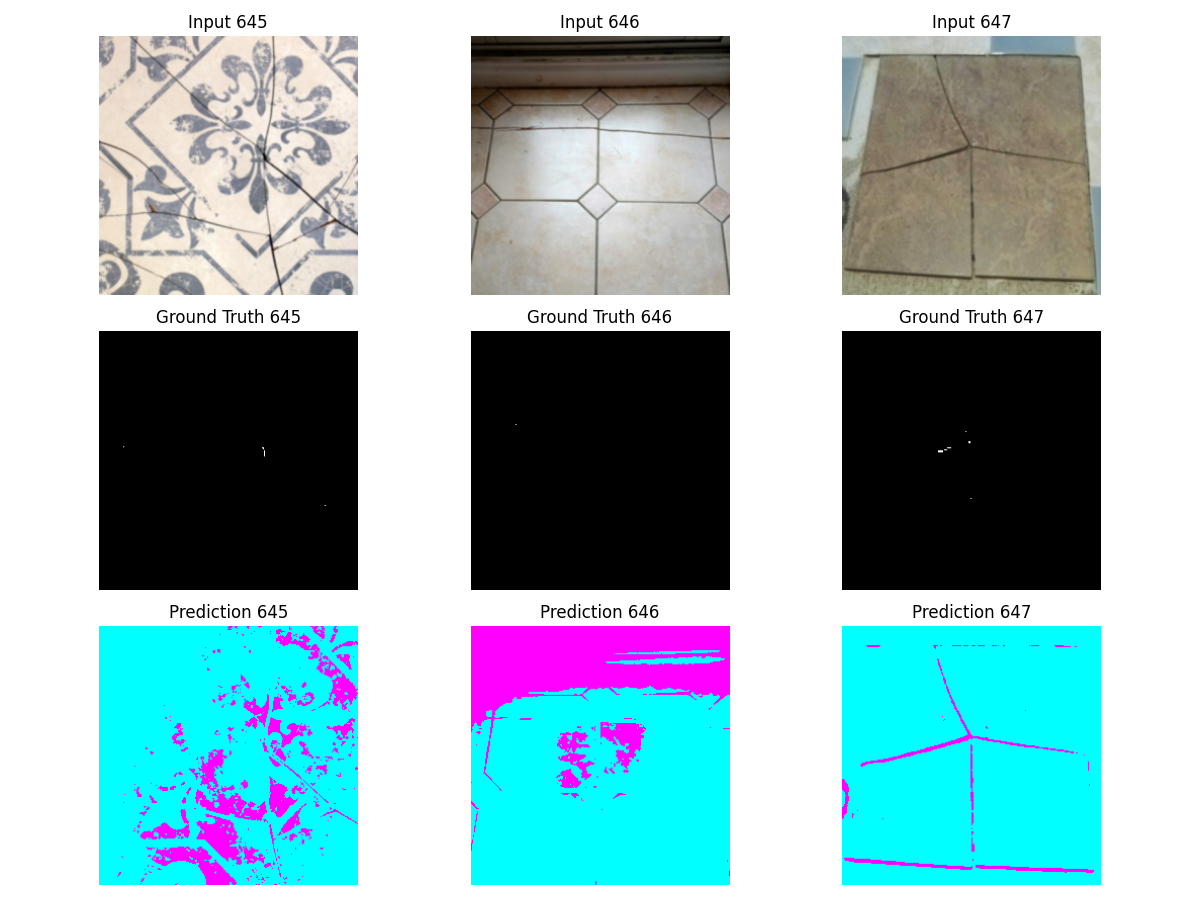 Input 645
Input 646
Input 647
Ground Truth 645
Ground Truth 646
Ground Truth 647
Prediction 645
Prediction 646
Prediction 647